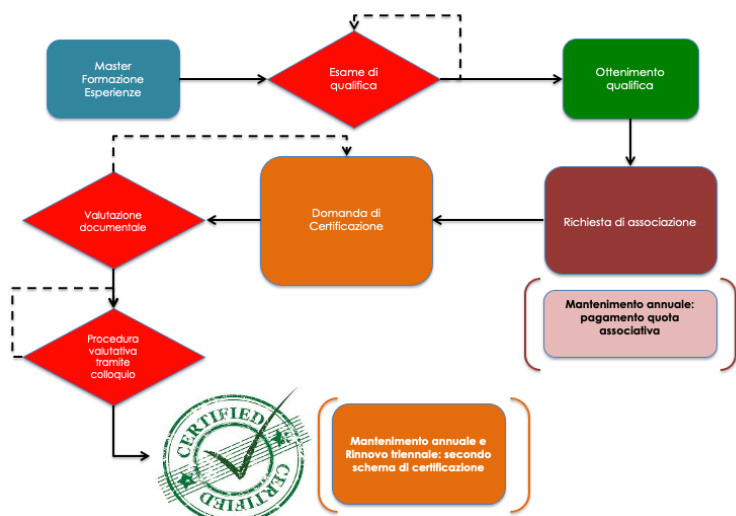 Master
Formazione
Esperienze
Esame di
qualifica
Ottenimento
qualifica
Valutazione
documentale
Domanda di
Certificazione
Richiesta di associazione
Mantenimento annuale:
pagamento quota
associativa
Procedura
valutativa
tramite
colloquio
CERTIFIED
CERTIFIED
Mantenimento annuale e
Rinnovo triennale: secondo
schema di certificazione